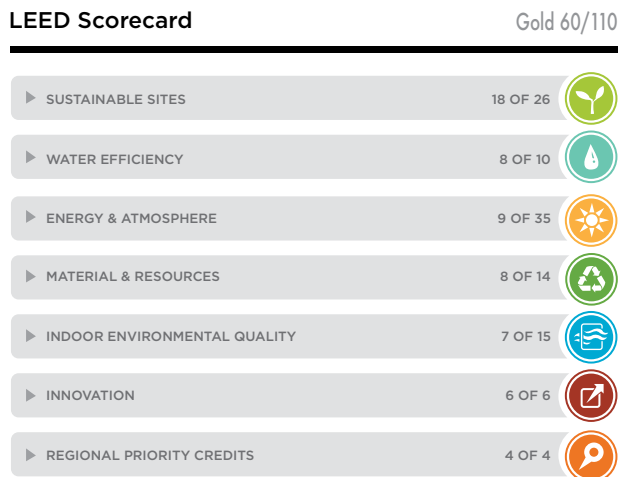 LEED Scorecard Gold 60/110
SUSTAINABLE SITES 18 OF 26
WATER EFFICIENCY 8 OF 10
ENERGY & ATMOSPHERE 9 OF 35
MATERIAL & RESOURCES 8 OF 14
INDOOR ENVIRONMENTAL QUALITY 7 OF 15
INNOVATION 6 OF 6
REGIONAL PRIORITY CREDITS 4 OF 4